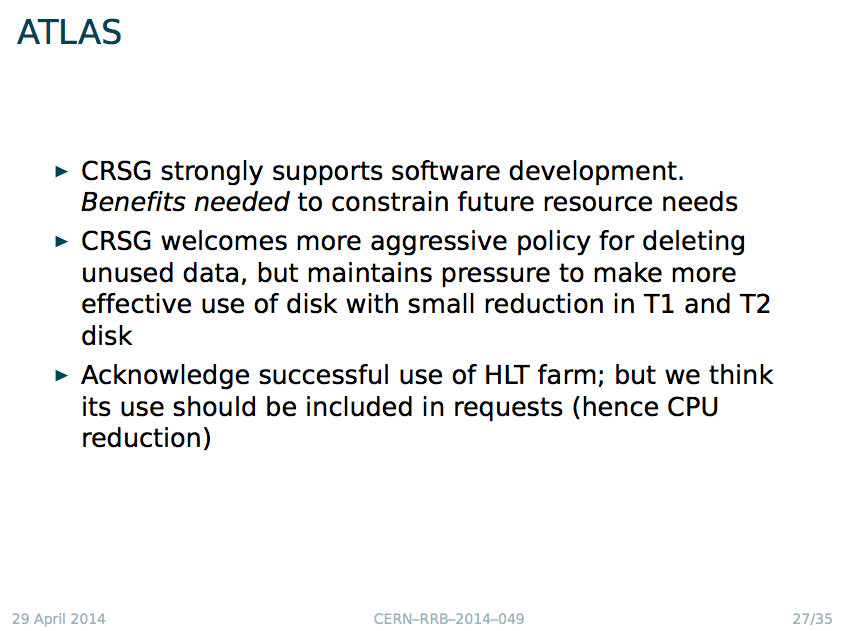 ATLAS
▶ CRSG strongly supports software development.
Benefits needed to constrain future resource needs
▶ CRSG welcomes more aggressive policy for deleting
unused data, but maintains pressure to make more
effective use of disk with small reduction in T1 and T2
disk
▶ Acknowledge successful use of HLT farm; but we think
its use should be included in requests (hence CPU
reduction)
29 April 2014 CERN–RRB–2014–049 27/35